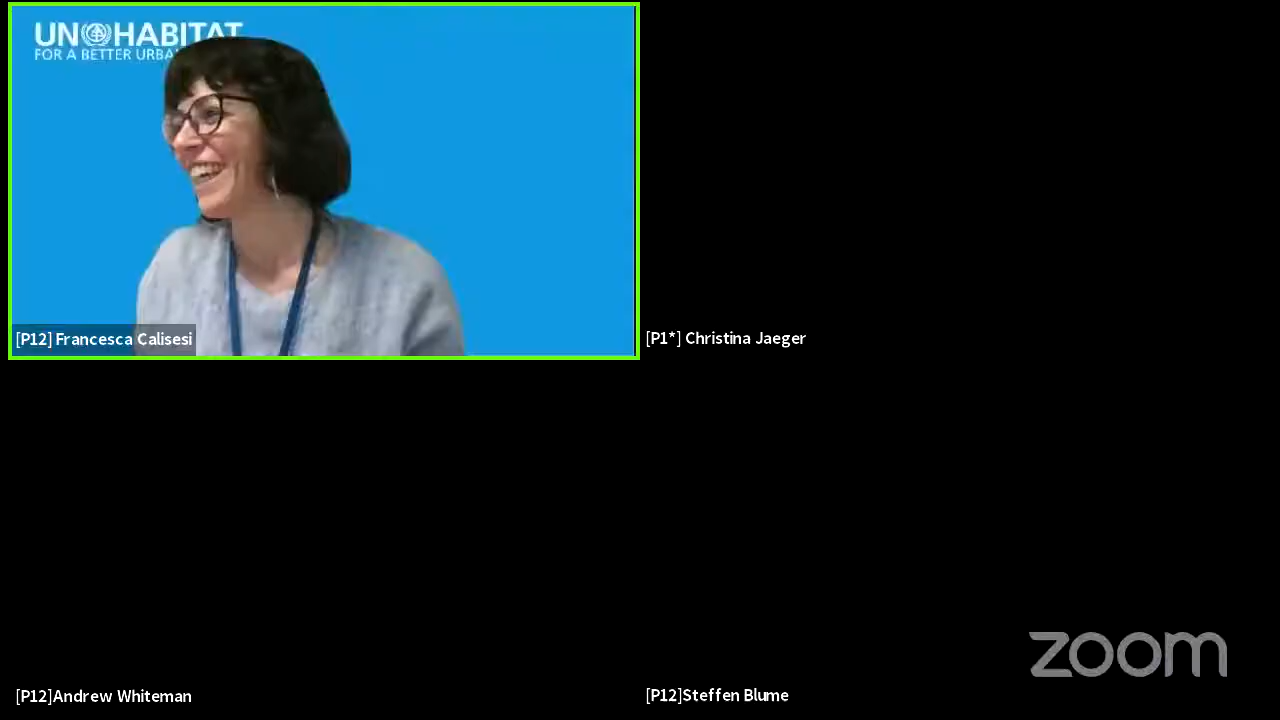 UN HABITAT
FOR A BETTER URBA
[P12] Francesca Calisesi
[P1*] Christina Jaeger
[P12]Andrew Whiteman
[P12]Steffen Blume
zoom